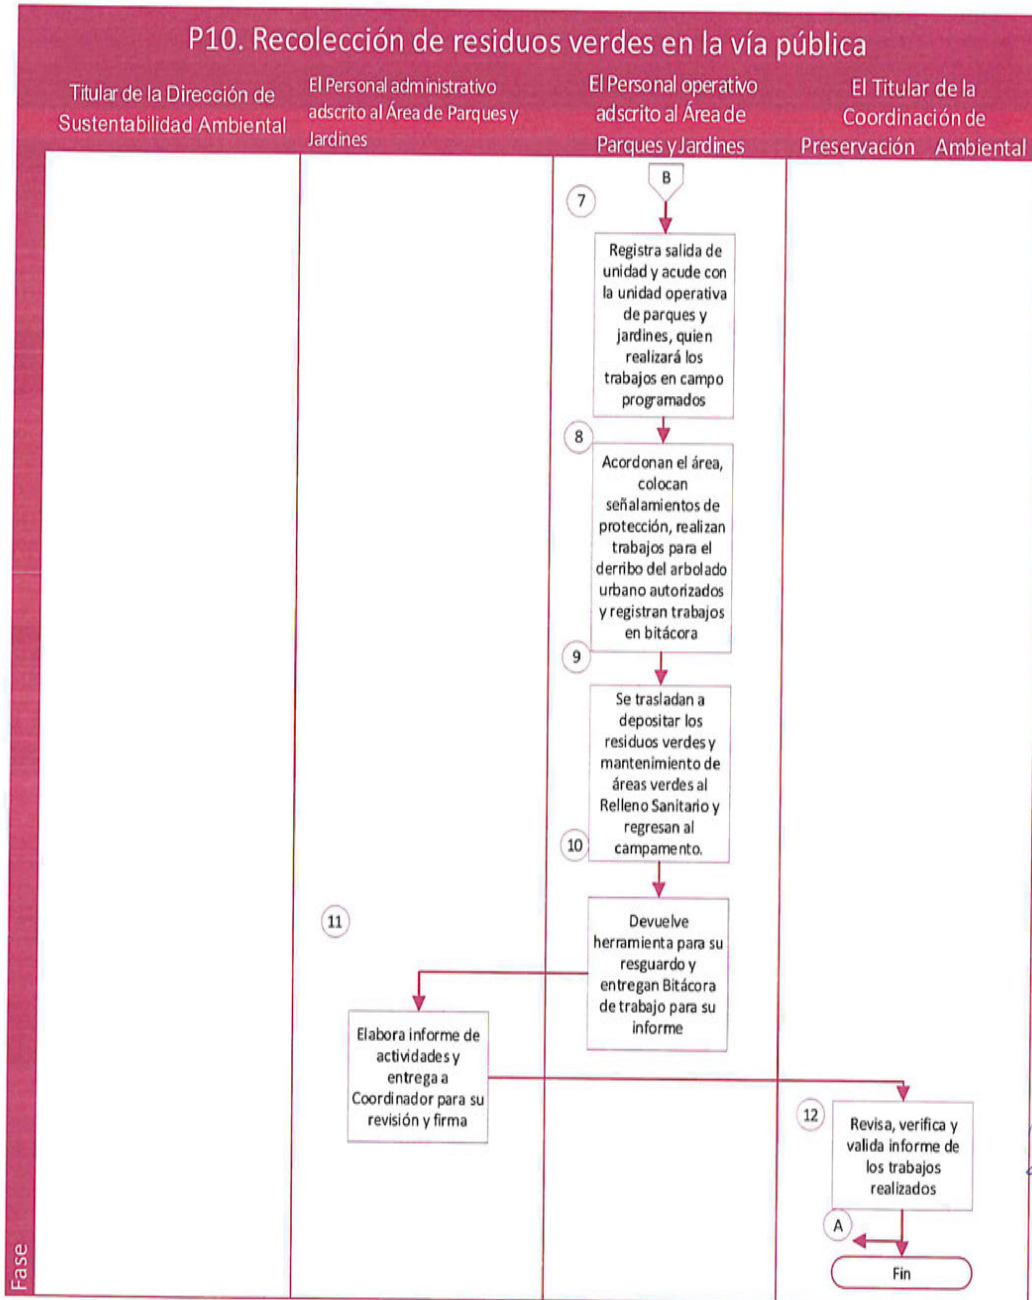 P10. Recolección de residuos verdes en la vía pública
Titular de la Dirección de
Sustentabilidad Ambiental
El Personal administrativo
adscrito al Área de Parques y
Jardines
El Personal operativo
adscrito al Área de
Parques y Jardines
El Titular de la
Coordinación de
Preservación Ambiental
B
7
Registra salida de
unidad y acude con
la unidad operativa
de parques y
jardines, quien
realizará los
trabajos en campo
programados
8
Acordonan el área,
colocan
señalamientos de
protección, realizan
trabajos para el
derribo del arbolado
urbano autorizados
y registran trabajos
en bitácora
9
Se trasladan a
depositar los
residuos verdes y
mantenimiento de
áreas verdes al
Relleno Sanitario y
regresan al
campamento.
10
Devuelve
herramienta para su
resguardo y
entregan Bitácora
de trabajo para su
informe
11
Elabora informe de
actividades y
entrega a
Coordinador para su
revisión y firma
12
Revisa, verifica y
valida informe de
los trabajos
realizados
A
Fin
Fase